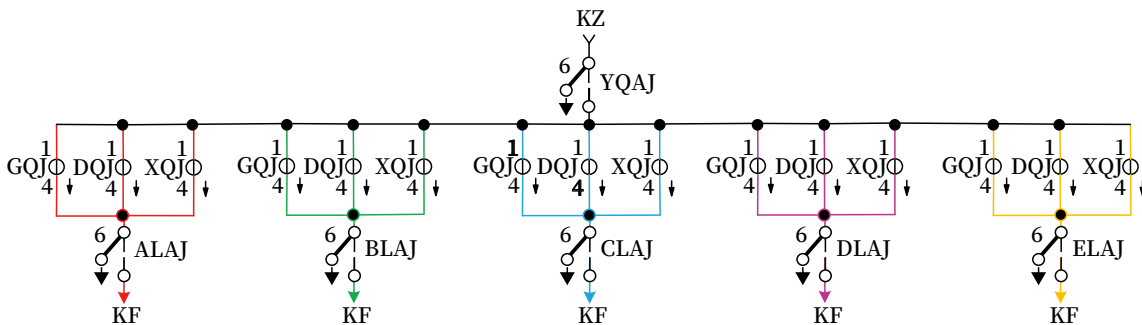 KZ
6 YQAJ
1 1 1 1 1 1 1 1 1 1 1 1 1 1 1
GQJ DQJ XQJ GQJ DQJ XQJ GQJ DQJ XQJ GQJ DQJ XQJ GQJ DQJ XQJ
4 4 4 4 4 4 4 4 4 4 4 4 4 4 4
6 ALAJ 6 BLAJ 6 CLAJ 6 DLAJ 6 ELAJ
KF KF KF KF KF